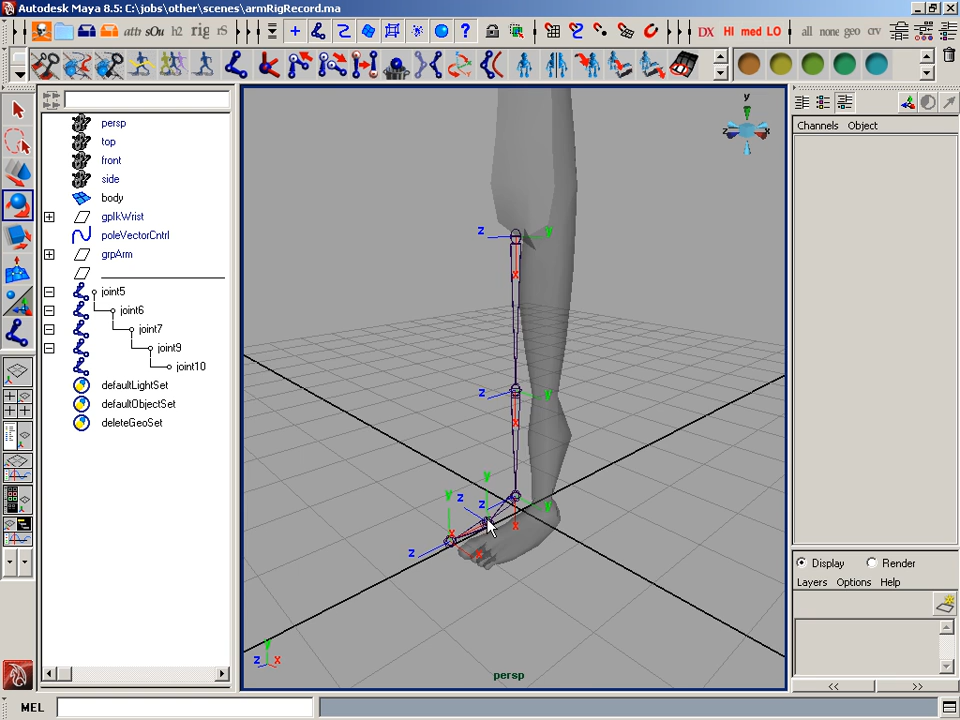 Autodesk Maya 8.5: C:\jobs\other\scenes\armRigRecord.ma
attr sOu h2 rig rS
DX HI med LO
all none geo crv
persp
top
front
side
body
gpIkWrist
poleVectorCntrl
grpArm
joint5
joint6
joint7
joint9
joint10
defaultLightSet
defaultObjectSet
deleteGeoSet
y
z x
z y
x
z y
x
y y
z z y
x x
z x
y
z x
persp
Channels Object
Display Render
Layers Options Help
<< >>
MEL